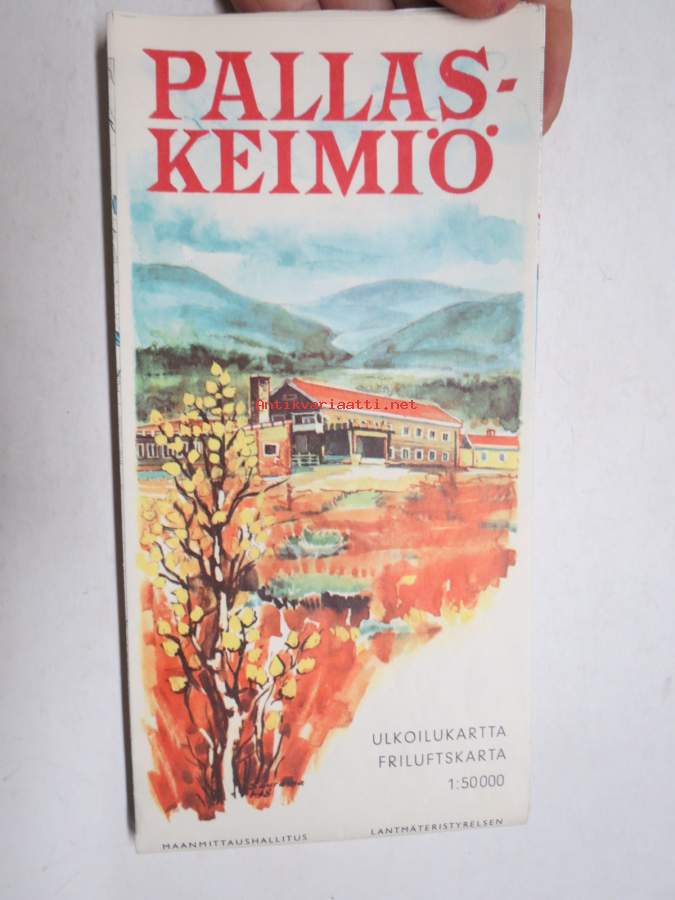 PALLAS-
KEIMIÖ
Antikvariaatti.net
ULKOILUKARTTA
FRILUFTSKARTA
1:50000
MAANMITTAUSHALLITUS LANTMÄTERISTYRELSEN